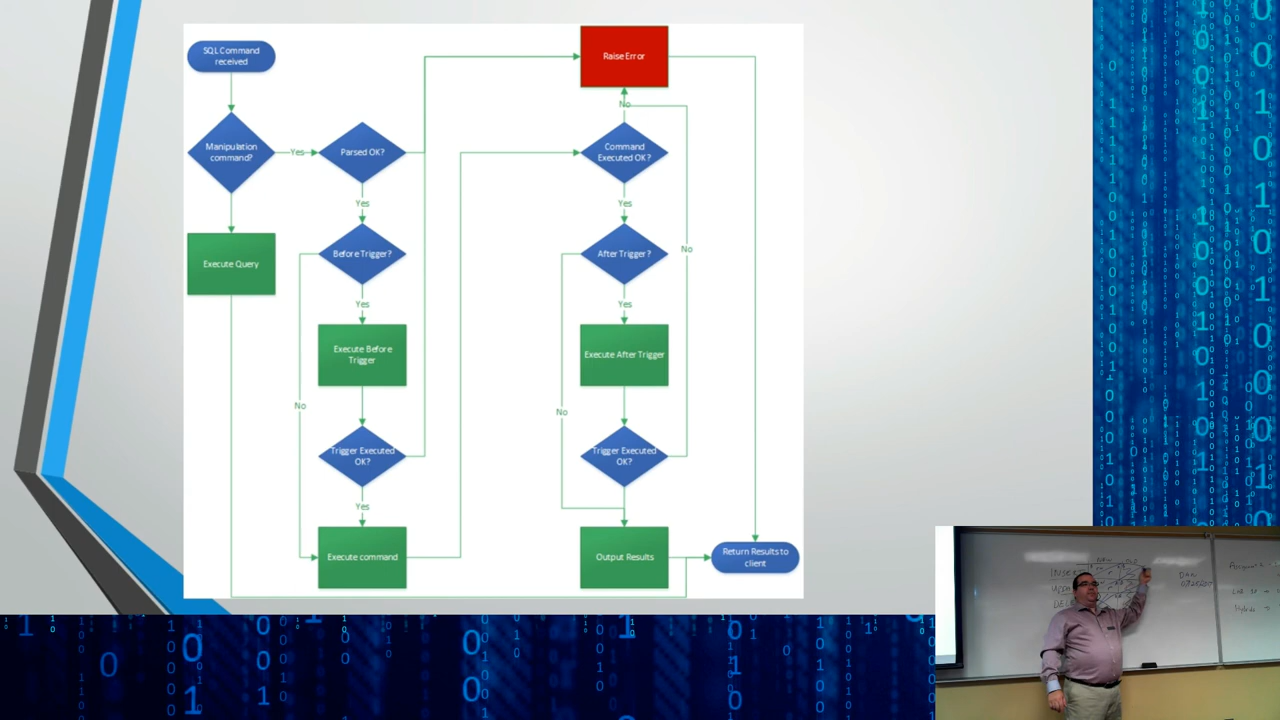 SQL Command
received
Raise Error
No
Manipulation
command?
Yes
Parsed OK?
Command
Executed OK?
Yes
Yes
Execute Query
Before Trigger?
After Trigger?
No
Yes
Yes
Execute Before
Trigger
Execute After Trigger
No
No
Trigger Executed
OK?
Trigger Executed
OK?
Yes
Execute command
Output Results
Return Results to
client